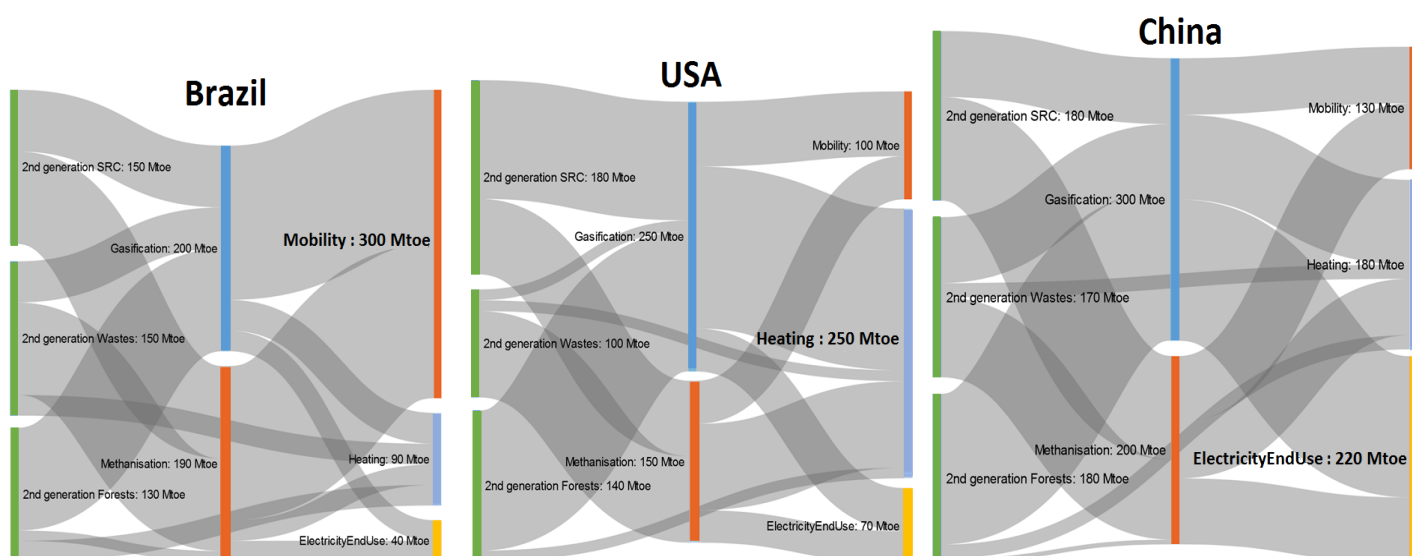 Brazil
2nd generation SRC: 150 Mtoe
Gasification: 200 Mtoe
Mobility : 300 Mtoe
2nd generation Wastes: 150 Mtoe
Methanisation: 190 Mtoe
Heating: 90 Mtoe
2nd generation Forests: 130 Mtoe
ElectricityEndUse: 40 Mtoe
USA
Mobility: 100 Mtoe
2nd generation SRC: 180 Mtoe
Gasification: 250 Mtoe
Heating : 250 Mtoe
2nd generation Wastes: 100 Mtoe
Methanisation: 150 Mtoe
2nd generation Forests: 140 Mtoe
ElectricityEndUse: 70 Mtoe
China
Mobility: 130 Mtoe
2nd generation SRC: 180 Mtoe
Gasification: 300 Mtoe
Heating: 180 Mtoe
2nd generation Wastes: 170 Mtoe
Methanisation: 200 Mtoe
ElectricityEndUse : 220 Mtoe
2nd generation Forests: 180 Mtoe